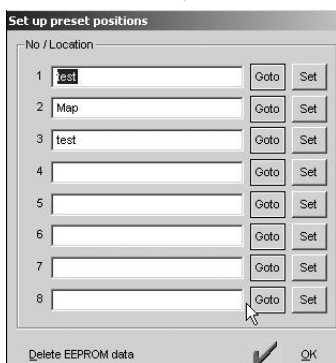 Set up preset positions
No / Location
1 test Goto Set
2 Map Goto Set
3 test Goto Set
4 Goto Set
5 Goto Set
6 Goto Set
7 Goto Set
8 Goto Set
Delete EEPROM data OK